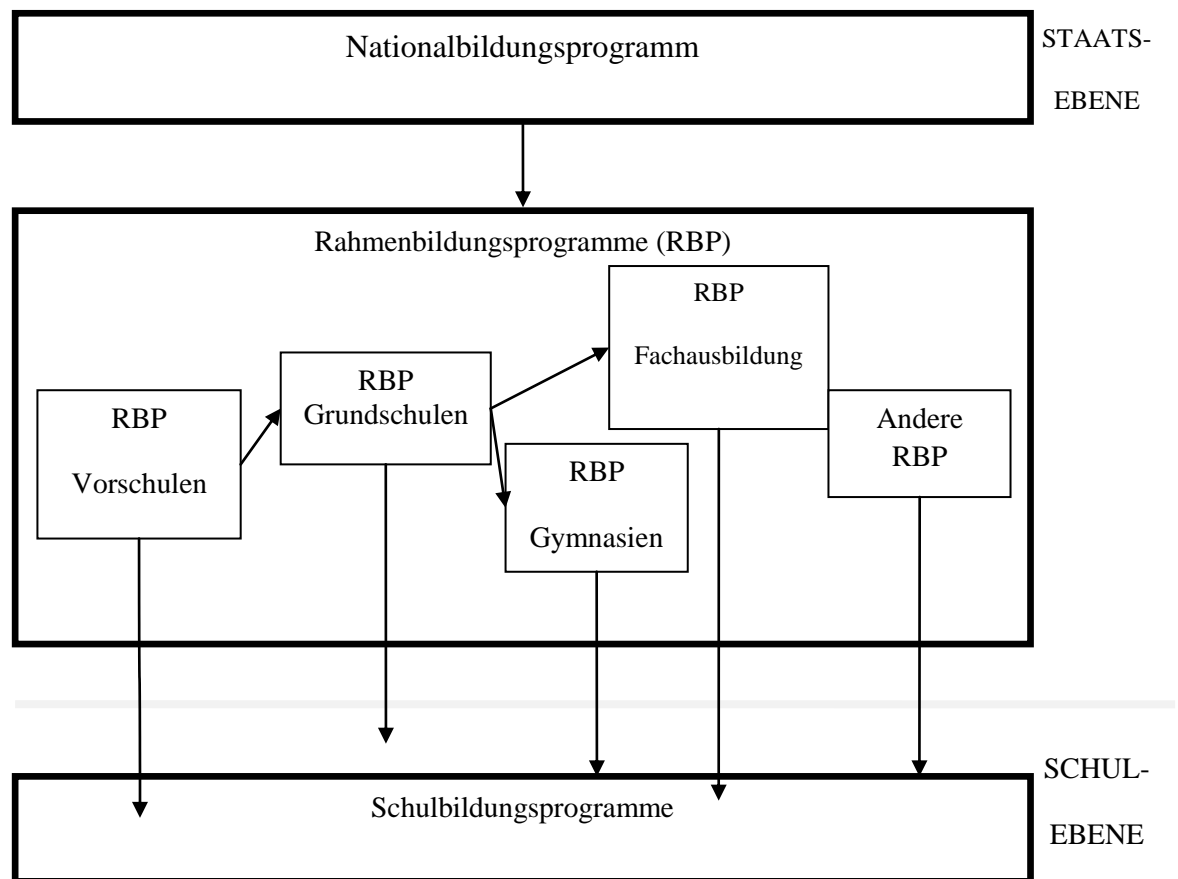 Nationalbildungsprogramm
STAATS-
EBENE
Rahmenbildungsprogramme (RBP)
RBP
Vorschulen
RBP
Grundschulen
RBP
Fachausbildung
RBP
Gymnasien
Andere
RBP
Schulbildungsprogramme
SCHUL-
EBENE